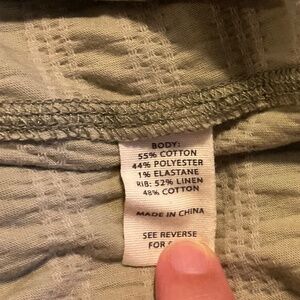 BODY:
55% COTTON
44% POLYESTER
1% ELASTANE
RIB: 52% LINEN
48% COTTON
MADE IN CHINA
SEE REVERSE
FOR